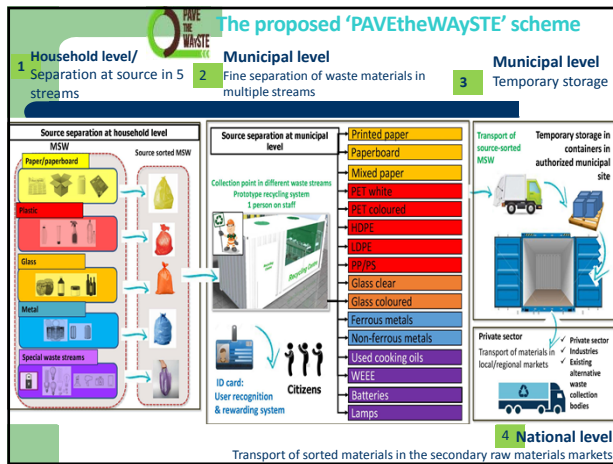 PAVE
THE
WAySTE
The proposed ‘PAVEtheWAySTE’ scheme
1
Household level/
Separation at source in 5
streams
2
Municipal level
Fine separation of waste materials in
multiple streams
3
Municipal level
Temporary storage
Source separation at household level
MSW
Source sorted MSW
Paper/paperboard
Plastic
Glass
Metal
Special waste streams
Source separation at municipal
level
Collection point in different waste streams
Prototype recycling system
1 person on staff
Recycling Centre
ID card:
User recognition
& rewarding system
Citizens
Printed paper
Paperboard
Mixed paper
PET white
PET coloured
HDPE
LDPE
PP/PS
Glass clear
Glass coloured
Ferrous metals
Non-ferrous metals
Used cooking oils
WEEE
Batteries
Lamps
Transport of
source-sorted
MSW
Temporary storage in
containers in
authorized municipal
site
Private sector
Transport of materials in
local/regional markets
✓ Private sector
✓ Industries
✓ Existing
alternative
waste
collection
bodies
4 National level
Transport of sorted materials in the secondary raw materials markets